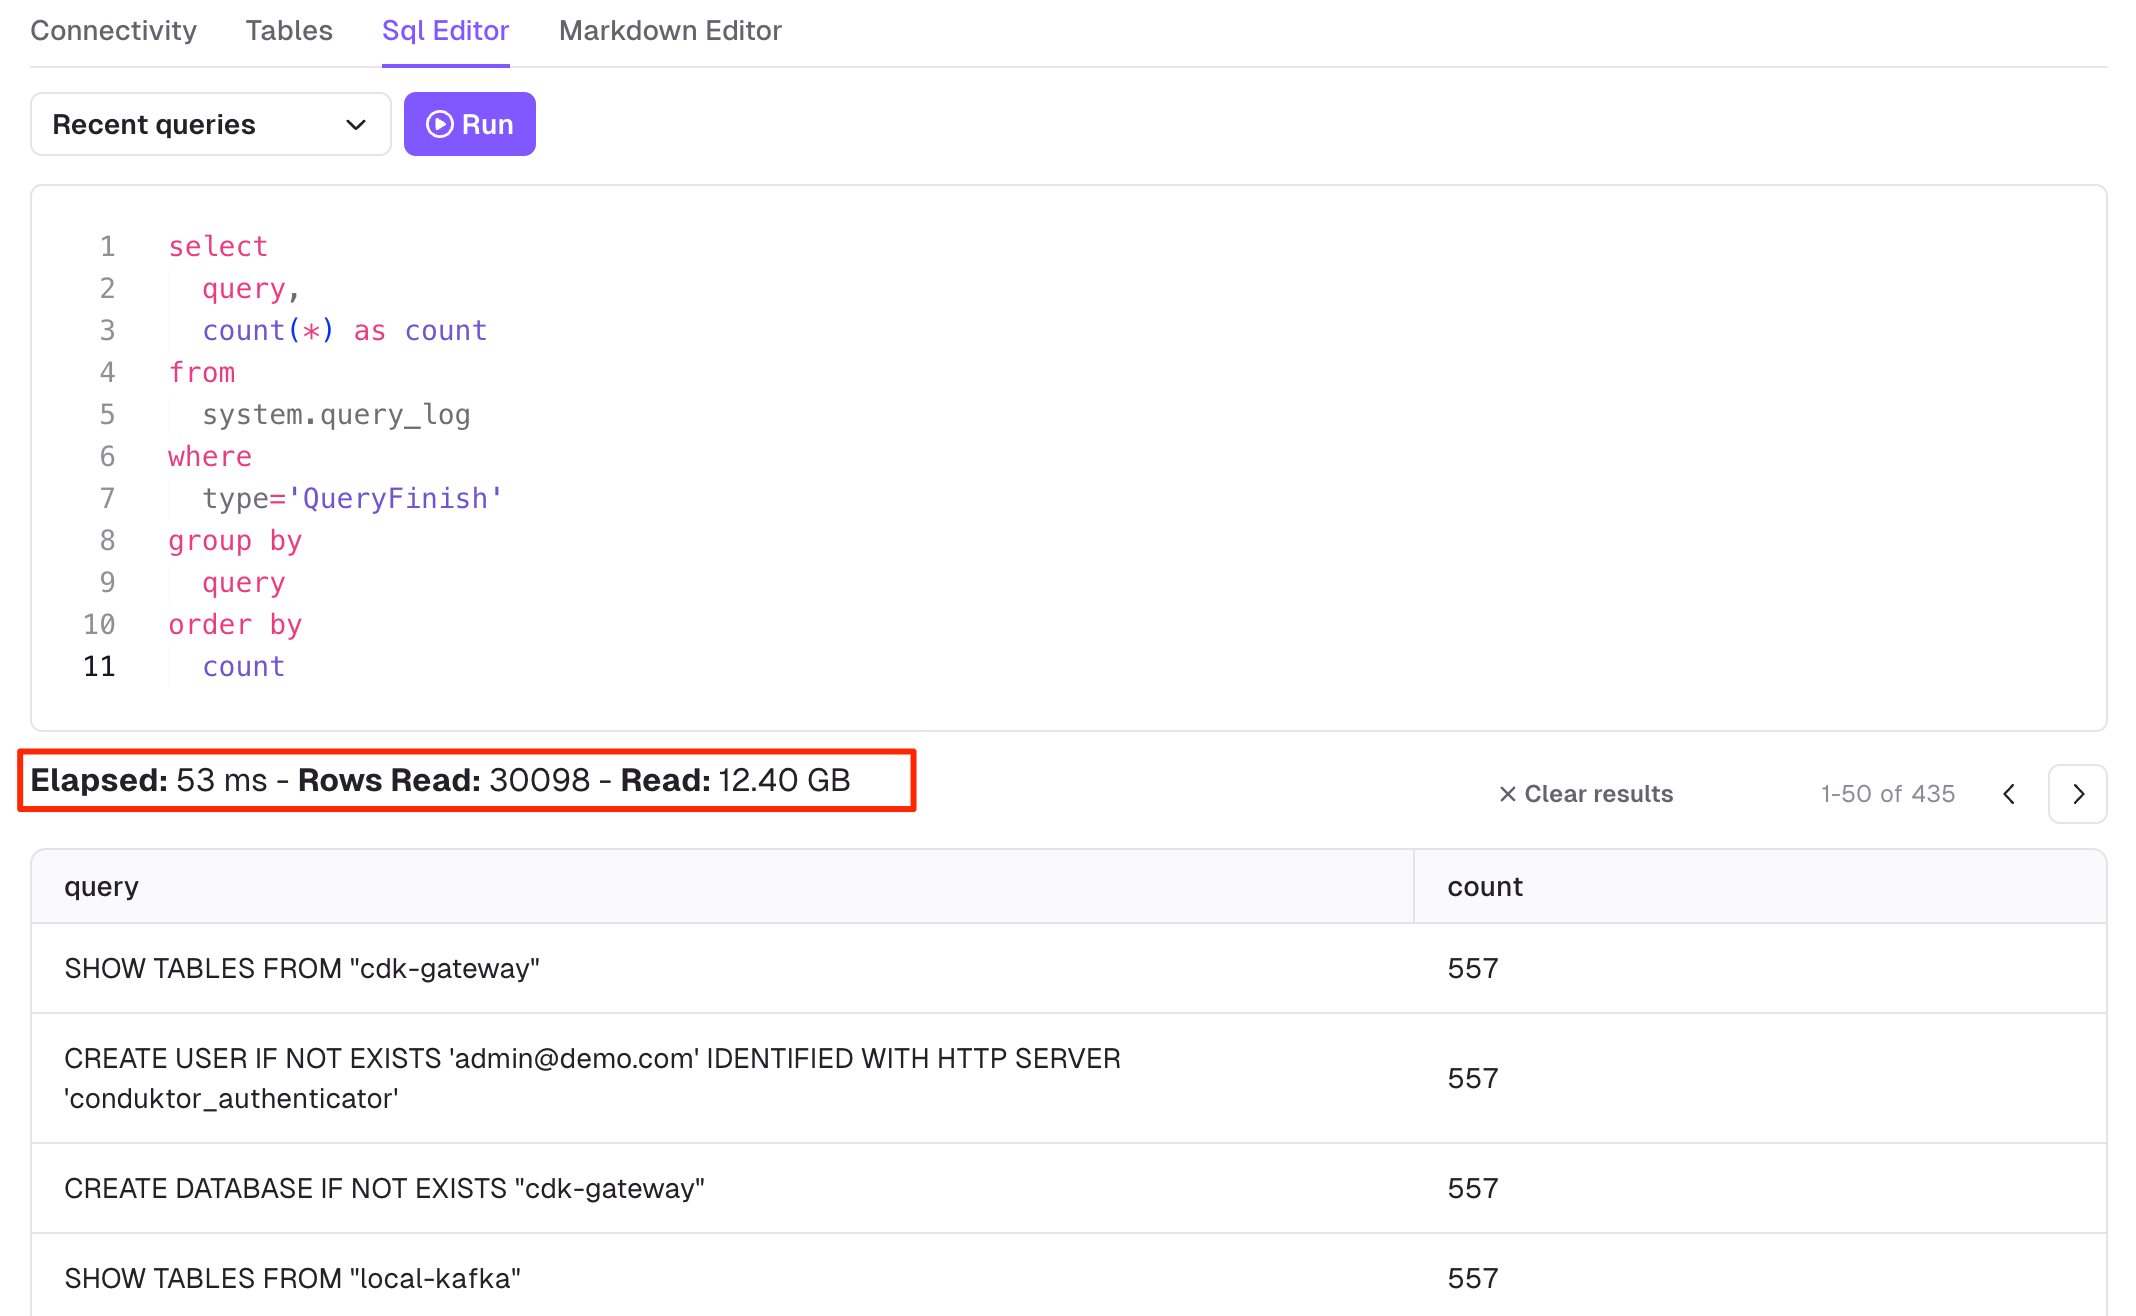 Connectivity Tables Sql Editor Markdown Editor
Recent queries Run
1 select
2 query,
3 count(*) as count
4 from
5 system.query_log
6 where
7 type='QueryFinish'
8 group by
9 query
10 order by
11 count
Elapsed: 53 ms - Rows Read: 30098 - Read: 12.40 GB
Clear results 1-50 of 435
query count
SHOW TABLES FROM "cdk-gateway" 557
CREATE USER IF NOT EXISTS 'admin@demo.com' IDENTIFIED WITH HTTP SERVER
'conduktor_authenticator' 557
CREATE DATABASE IF NOT EXISTS "cdk-gateway" 557
SHOW TABLES FROM "local-kafka" 557